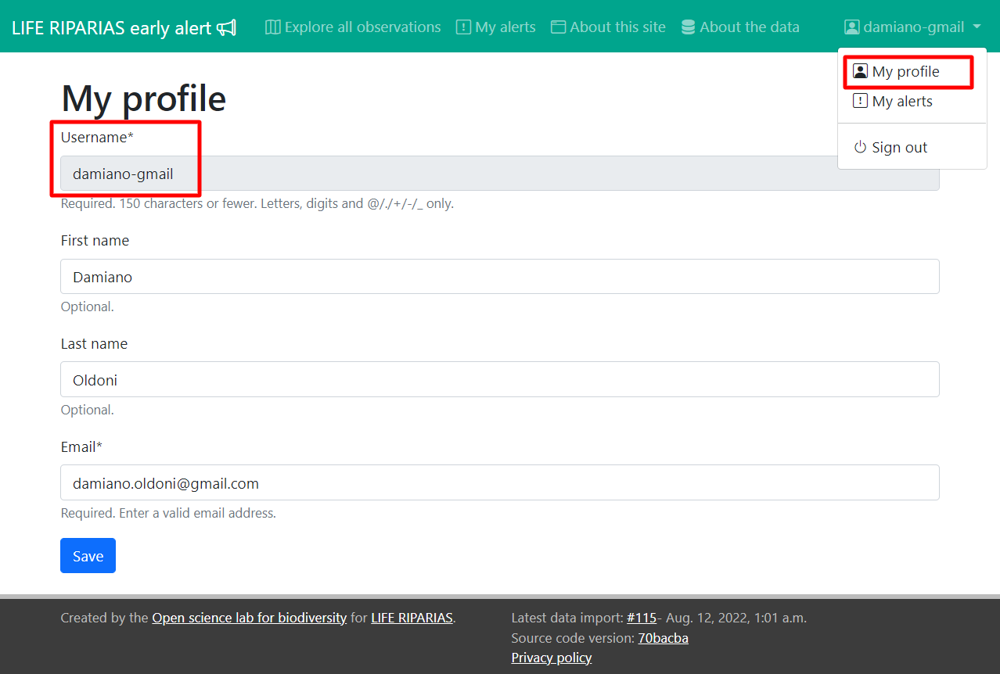 LIFE RIPARIAS early alert Explore all observations My alerts About this site About the data damiano-gmail
My profile
My alerts
Sign out
My profile
Username*
damiano-gmail
Required. 150 characters or fewer. Letters, digits and @/./+/-/_ only.
First name
Damiano
Optional.
Last name
Oldoni
Optional.
Email*
damiano.oldoni@gmail.com
Required. Enter a valid email address.
Save
Created by the Open science lab for biodiversity for LIFE RIPARIAS.
Latest data import: #115- Aug. 12, 2022, 1:01 a.m.
Source code version: 70bacba
Privacy policy